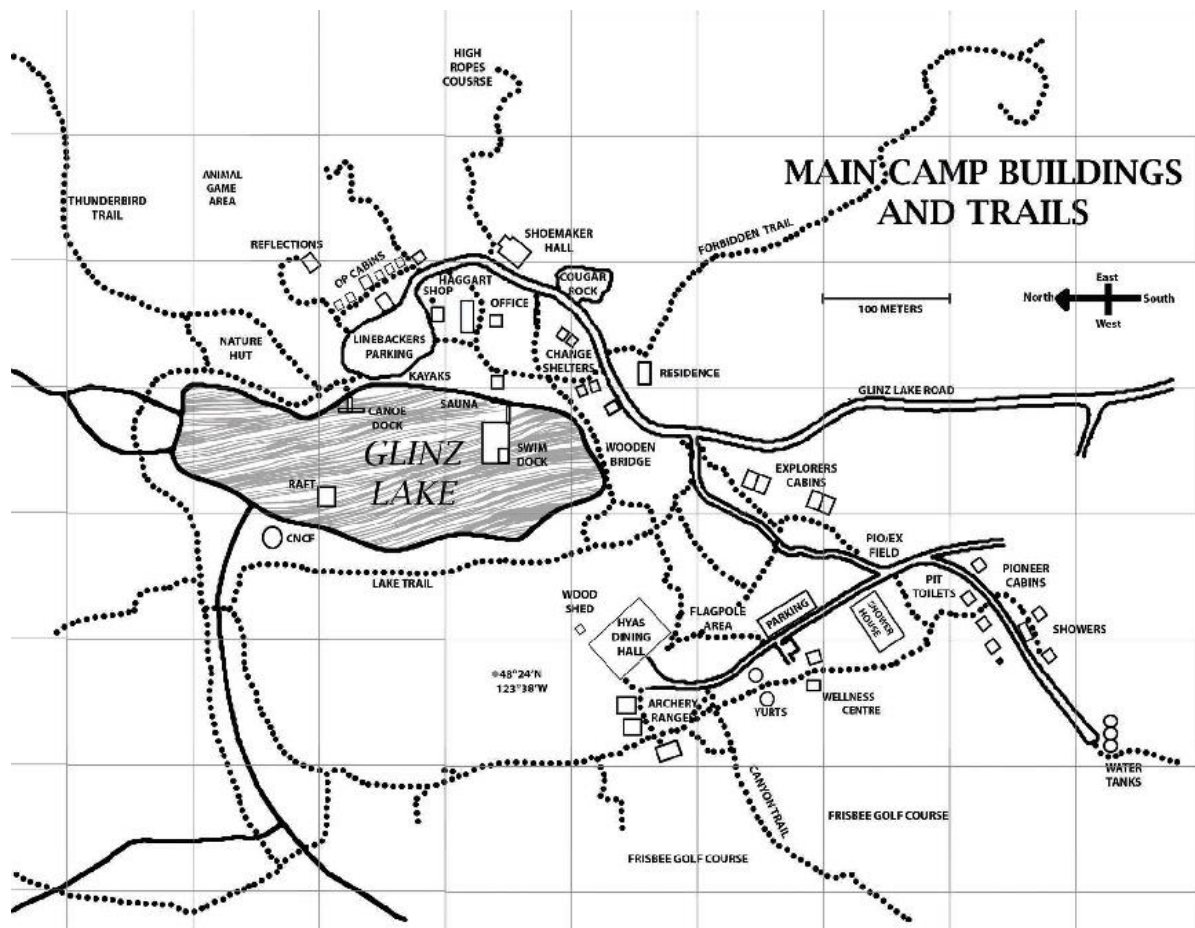 HIGH
ROPES
COUSRSE
MAIN CAMP BUILDINGS
AND TRAILS
ANIMAL
GAME
AREA
THUNDERBIRD
TRAIL
REFLECTIONS
OP CABINS
SHOEMAKER
HALL
FORBIDDEN TRAIL
COUGAR
ROCK
HAGGART
SHOP
OFFICE
East
North
South
West
100 METERS
NATURE
HUT
LINEBACKERS
PARKING
KAYAKS
CHANGE
SHELTERS
RESIDENCE
GLINZ LAKE ROAD
CANOE
DOCK
SAUNA
GLINZ
LAKE
SWIM
DOCK
WOODEN
BRIDGE
EXPLORERS
CABINS
RAFT
CNCF
LAKE TRAIL
PIO/EX
FIELD
PIT
TOILETS
PIONEER
CABINS
WOOD
SHED
HYAS
DINING
HALL
FLAGPOLE
AREA
PARKING
SHOWER
HOUSE
SHOWERS
48°24'N
123°38'W
ARCHERY
RANGE
YURTS
WELLNESS
CENTRE
WATER
TANKS
CANYON TRAIL
FRISBEE GOLF COURSE
FRISBEE GOLF COURSE